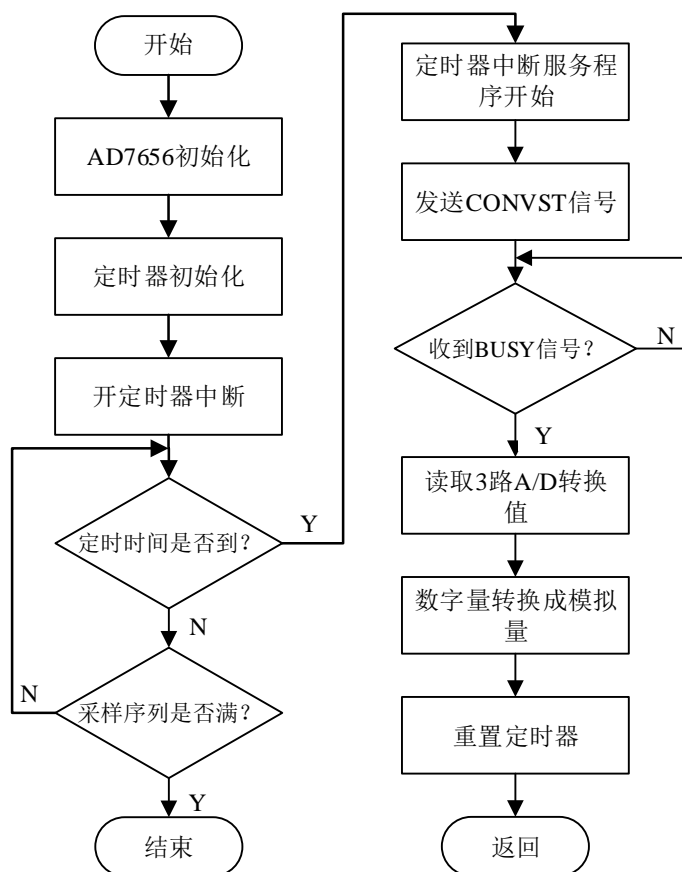 开始
AD7656初始化
定时器初始化
开定时器中断
定时时间是否到？
Y
N
采样序列是否满？
N
Y
结束
定时器中断服务程
序开始
发送CONVST信号
收到BUSY信号？
N
Y
读取3路A/D转换
值
数字量转换成模拟
量
重置定时器
返回